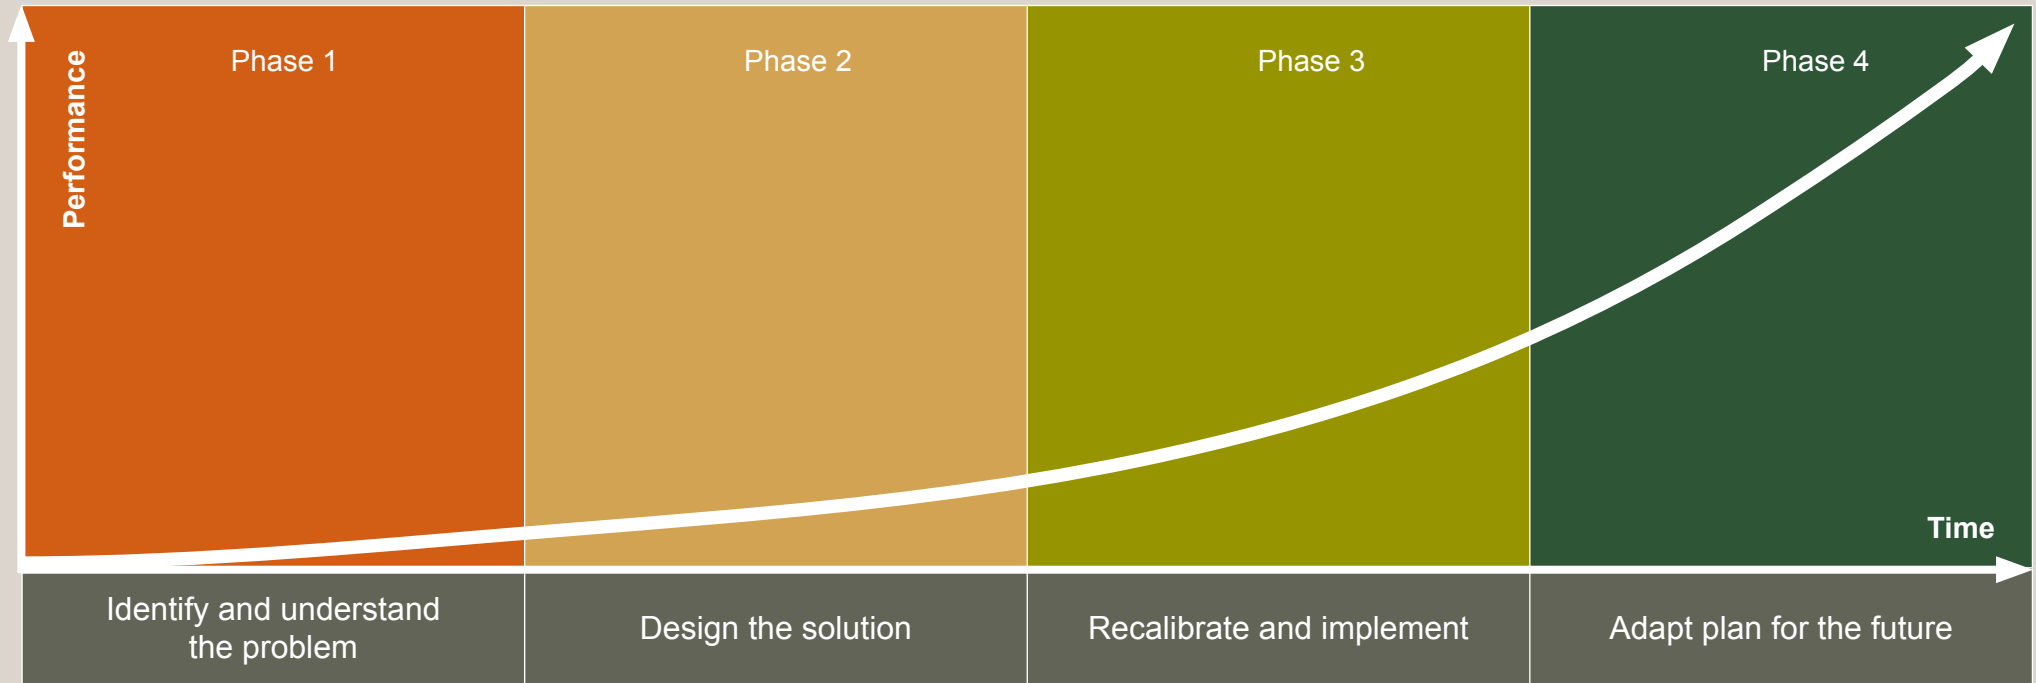 Performance
Phase 1
Phase 2
Phase 3
Phase 4
Time
Identify and understand
the problem
Design the solution
Recalibrate and implement
Adapt plan for the future